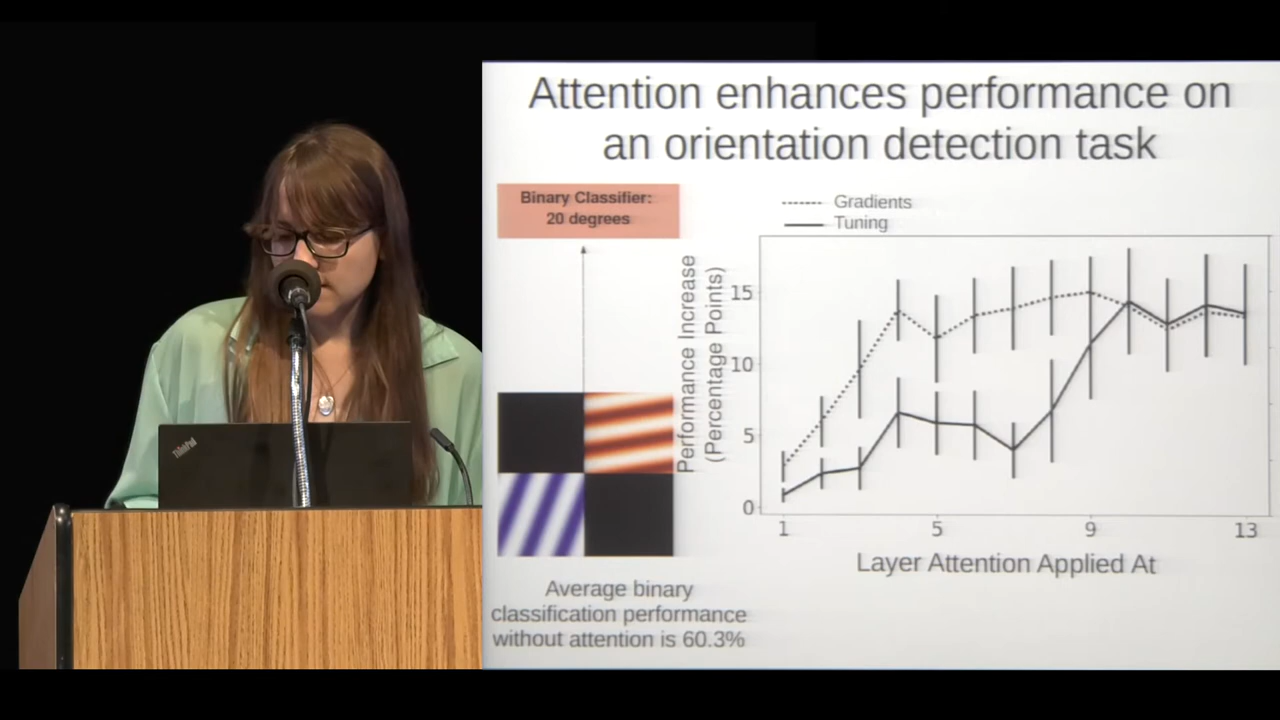 Attention enhances performance on
an orientation detection task
Binary Classifier:
20 degrees
Gradients
Tuning
Performance Increase
(Percentage Points)
15
10
5
0
1
5
9
13
Layer Attention Applied At
Average binary
classification performance
without attention is 60.3%
ThinkPad